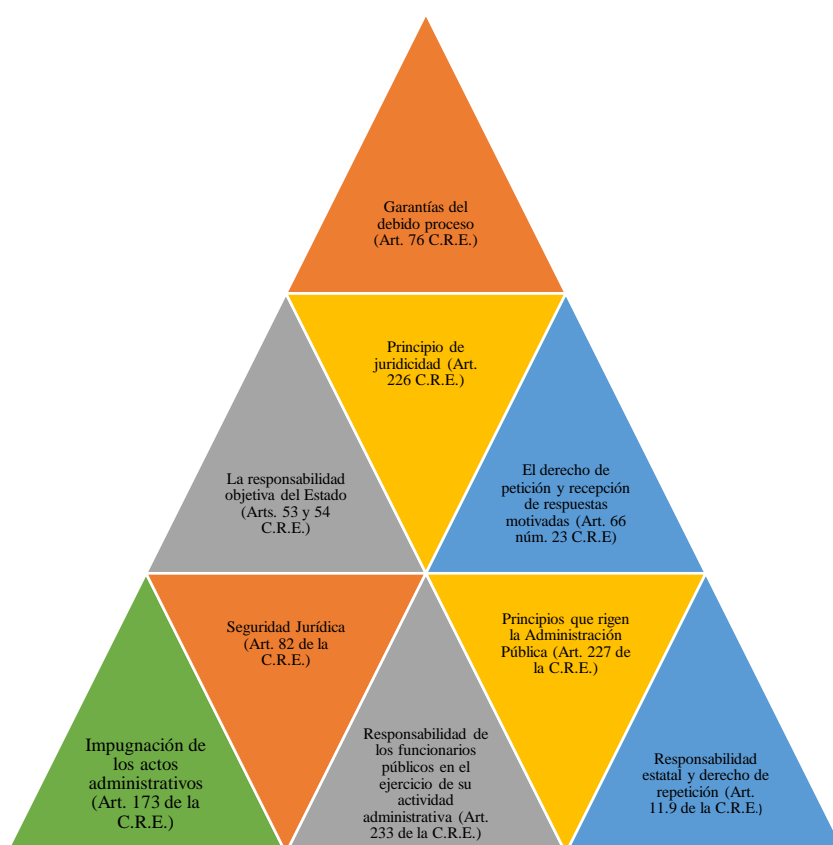 Garantías del
debido proceso
(Art. 76 C.R.E.)
Principio de
juridicidad (Art.
226 C.R.E.)
La responsabilidad
objetiva del Estado
(Arts. 53 y 54
C.R.E.)
El derecho de
petición y recepción
de respuestas
motivadas (Art. 66
núm. 23 C.R.E)
Seguridad Jurídica
(Art. 82 de la
C.R.E.)
Principios que rigen
la Administración
Pública (Art. 227 de
la C.R.E.)
Impugnación de
los actos
administrativos
(Art. 173 de la
C.R.E.)
Responsabilidad de
los funcionarios
públicos en el
ejercicio de su
actividad
administrativa (Art.
233 de la C.R.E.)
Responsabilidad
estatal y derecho de
repetición (Art.
11.9 de la C.R.E.)